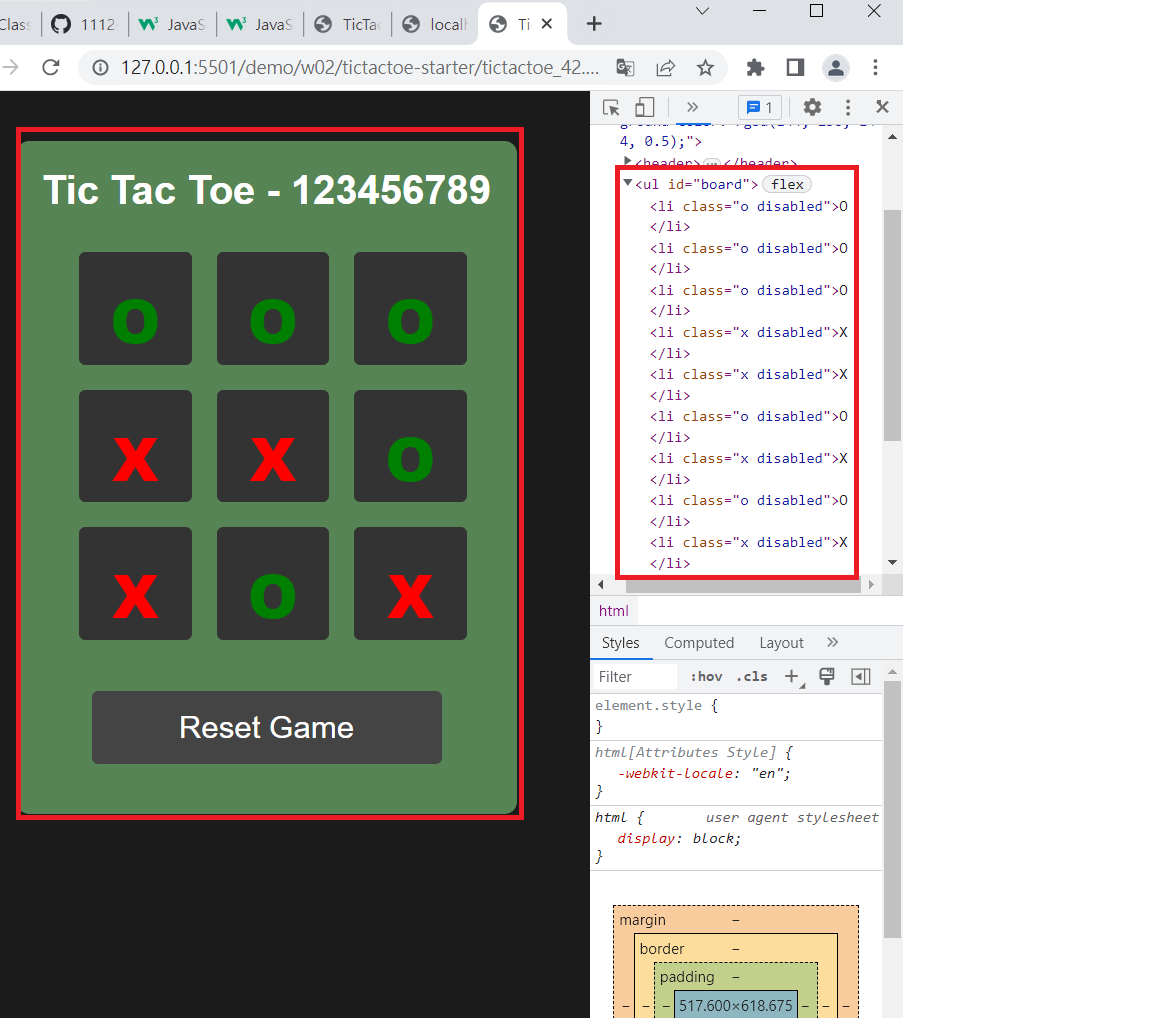 Class
1112
JavaS
JavaS
TicTac
localh
Ti
127.0.0.1:5501/demo/w02/tictactoe-starter/tictactoe_42....
1
4, 0.5);">
<header> ... </header>
Tic Tac Toe - 123456789
O O O
X X O
X O X
Reset Game
<ul id="board"> flex
<li class="o disabled">O
</li>
<li class="o disabled">O
</li>
<li class="o disabled">O
</li>
<li class="x disabled">X
</li>
<li class="x disabled">X
</li>
<li class="o disabled">O
</li>
<li class="x disabled">X
</li>
<li class="o disabled">O
</li>
<li class="x disabled">X
</li>
html
Styles Computed Layout
Filter :hov .cls
element.style {
}
html[Attributes Style] {
-webkit-locale: "en";
}
html { user agent stylesheet
display: block;
}
margin –
border –
padding –
– – – 517.600×618.675 – – –